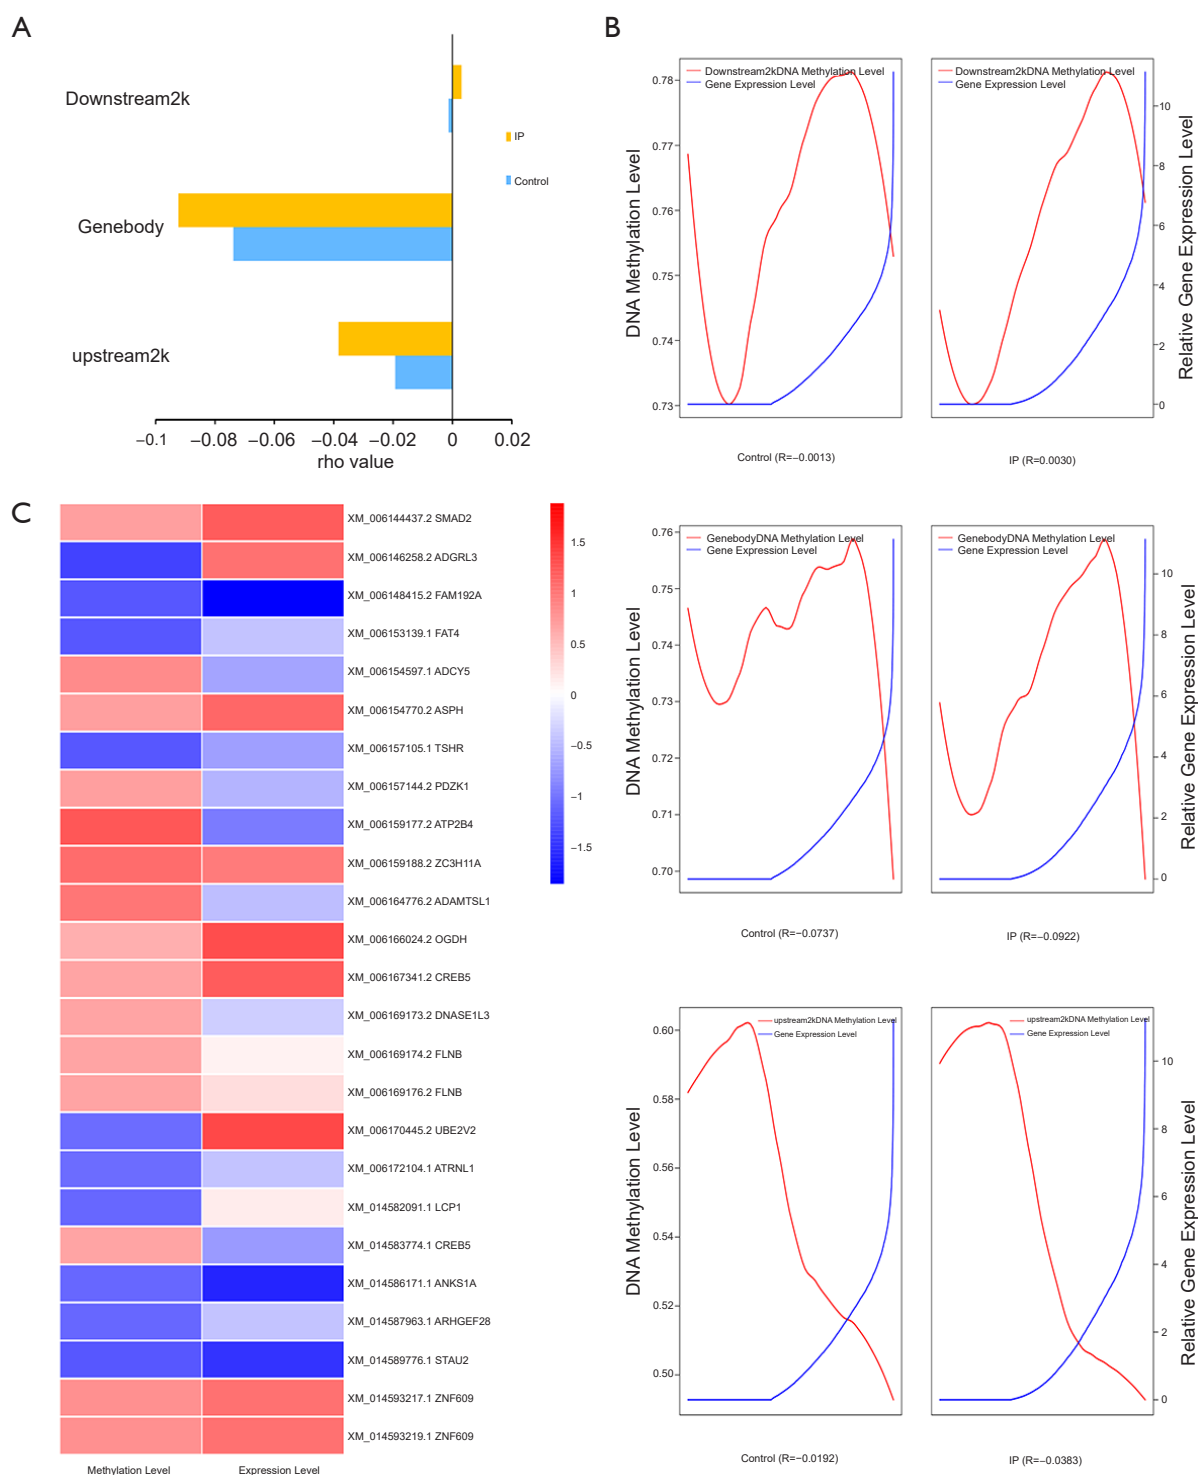 A
Downstream2k
Genebody
upstream2k
IP
Control
−0.1 −0.08 −0.06 −0.04 −0.02 0 0.02
rho value
B
DNA Methylation Level
0.78
0.77
0.76
0.75
0.74
0.73
Downstream2kDNA Methylation Level
Gene Expression Level
Control (R=−0.0013)
Downstream2kDNA Methylation Level
Gene Expression Level
IP (R=0.0030)
10
8
6
4
2
0
Relative Gene Expression Level
DNA Methylation Level
0.76
0.75
0.74
0.73
0.72
0.71
0.70
GenebodyDNA Methylation Level
Gene Expression Level
Control (R=−0.0737)
GenebodyDNA Methylation Level
Gene Expression Level
IP (R=−0.0922)
10
8
6
4
2
0
Relative Gene Expression Level
DNA Methylation Level
0.60
0.58
0.56
0.54
0.52
0.50
upstream2kDNA Methylation Level
Gene Expression Level
Control (R=−0.0192)
upstream2kDNA Methylation Level
Gene Expression Level
IP (R=−0.0383)
10
8
6
4
2
0
Relative Gene Expression Level
C
XM_006144437.2 SMAD2
XM_006146258.2 ADGRL3
XM_006148415.2 FAM192A
XM_006153139.1 FAT4
XM_006154597.1 ADCY5
XM_006154770.2 ASPH
XM_006157105.1 TSHR
XM_006157144.2 PDZK1
XM_006159177.2 ATP2B4
XM_006159188.2 ZC3H11A
XM_006164776.2 ADAMTSL1
XM_006166024.2 OGDH
XM_006167341.2 CREB5
XM_006169173.2 DNASE1L3
XM_006169174.2 FLNB
XM_006169176.2 FLNB
XM_006170445.2 UBE2V2
XM_006172104.1 ATRNL1
XM_014582091.1 LCP1
XM_014583774.1 CREB5
XM_014586171.1 ANKS1A
XM_014587963.1 ARHGEF28
XM_014589776.1 STAU2
XM_014593217.1 ZNF609
XM_014593219.1 ZNF609
Methylation Level Expression Level
1.5
1
0.5
0
−0.5
−1
−1.5